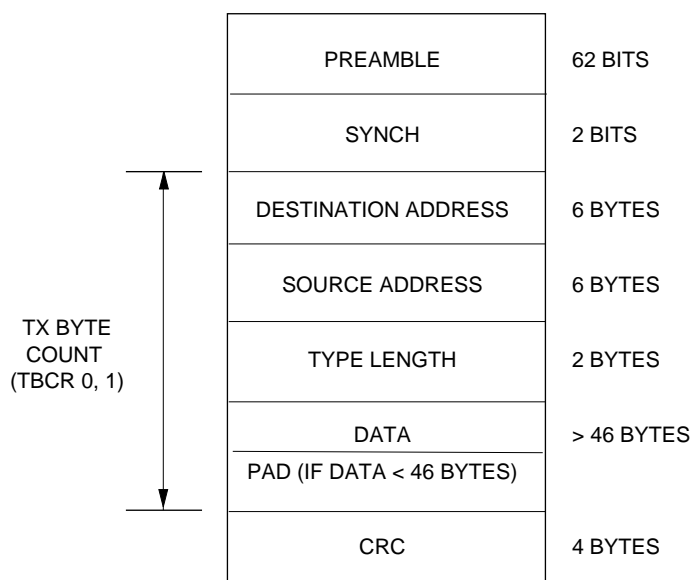 PREAMBLE 62 BITS
SYNCH 2 BITS
DESTINATION ADDRESS 6 BYTES
SOURCE ADDRESS 6 BYTES
TX BYTE
COUNT
(TBCR 0, 1)
TYPE LENGTH 2 BYTES
DATA > 46 BYTES
PAD (IF DATA < 46 BYTES)
CRC 4 BYTES